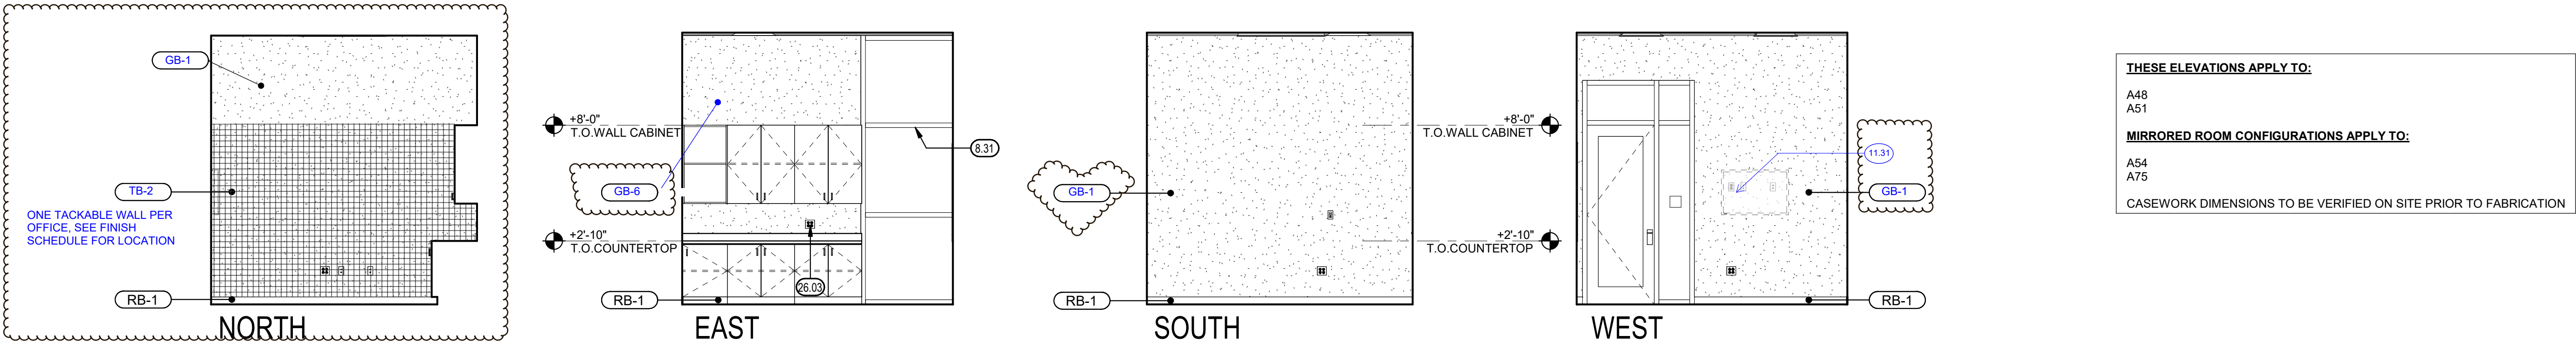 GB-1
TB-2
ONE TACKABLE WALL PER
OFFICE, SEE FINISH
SCHEDULE FOR LOCATION
RB-1
NORTH
+8'-0"
T.O.WALL CABINET
GB-6
+2'-10"
T.O.COUNTERTOP
RB-1
8.31
26.03
EAST
GB-1
RB-1
SOUTH
+8'-0"
T.O.WALL CABINET
+2'-10"
T.O.COUNTERTOP
11.31
GB-1
RB-1
WEST
THESE ELEVATIONS APPLY TO:
A48
A51
MIRRORED ROOM CONFIGURATIONS APPLY TO:
A54
A75
CASEWORK DIMENSIONS TO BE VERIFIED ON SITE PRIOR TO FABRICATION